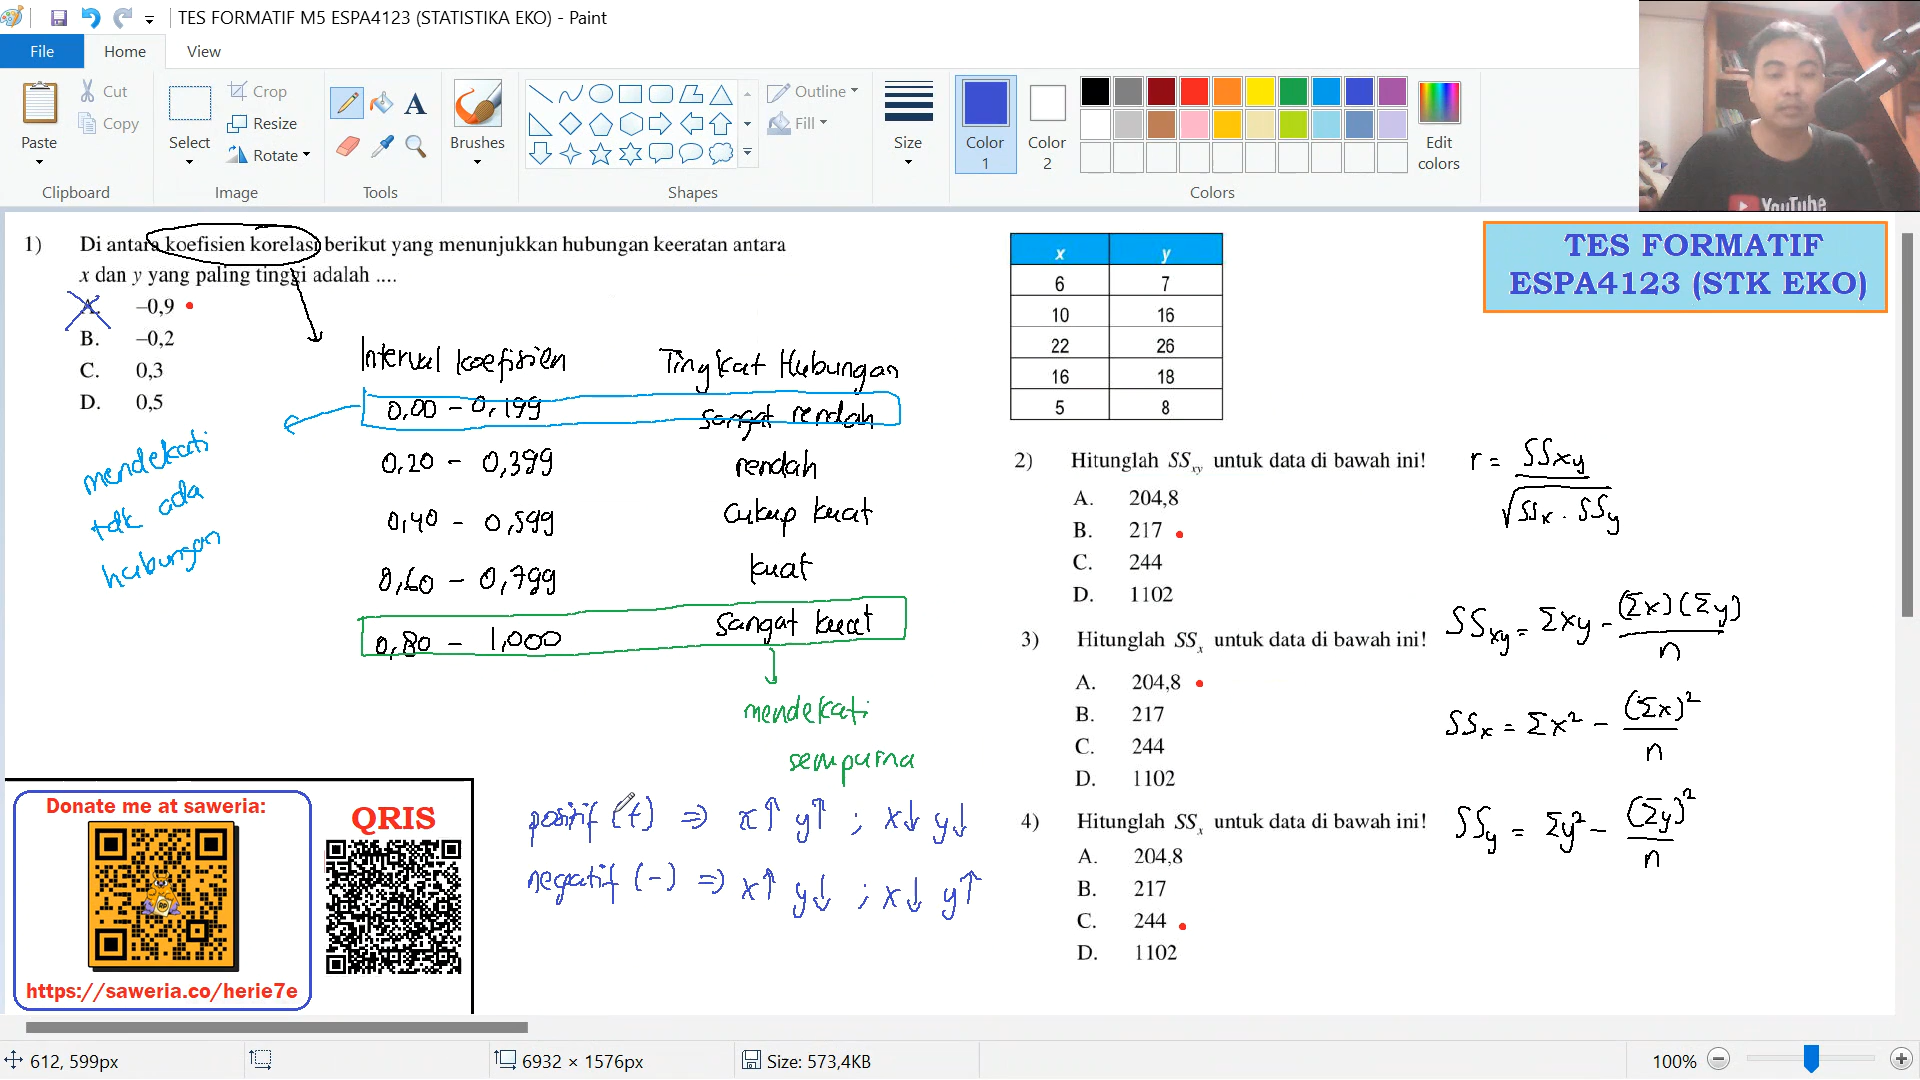 TES FORMATIF M5 ESPA4123 (STATISTIKA EKO) - Paint
File Home View
Paste
Cut
Copy
Clipboard
Select
Crop
Resize
Rotate
Image
Tools
Brushes
Shapes
Outline
Fill
Size
Color 1
Color 2
Colors
Edit colors
YouTube
TES FORMATIF
ESPA4123 (STK EKO)
1) Di antara koefisien korelasi berikut yang menunjukkan hubungan keeratan antara
x dan y yang paling tinggi adalah ....
A. –0,9
B. –0,2
C. 0,3
D. 0,5
Interval koefisien Tingkat Hubungan
0,00 - 0,199 sangat rendah
0,20 - 0,399 rendah
0,40 - 0,599 cukup kuat
0,60 - 0,799 kuat
0,80 - 1,000 sangat kuat
mendekati
tdk ada
hubungan
mendekati
sempurna
positif (+) => x↑ y↑ ; x↓ y↓
negatif (-) => x↑ y↓ ; x↓ y↑
Donate me at saweria:
https://saweria.co/herie7e
QRIS
x y
6 7
10 16
22 26
16 18
5 8
2) Hitunglah SSxy untuk data di bawah ini!
A. 204,8
B. 217
C. 244
D. 1102
3) Hitunglah SSx untuk data di bawah ini!
A. 204,8
B. 217
C. 244
D. 1102
4) Hitunglah SSx untuk data di bawah ini!
A. 204,8
B. 217
C. 244
D. 1102
r = SSxy / √SSx . SSy
SSxy = Σxy - (Σx)(Σy) / n
SSx = Σx² - (Σx)² / n
SSy = Σy² - (Σy)² / n
612, 599px
6932 × 1576px
Size: 573,4KB
100%